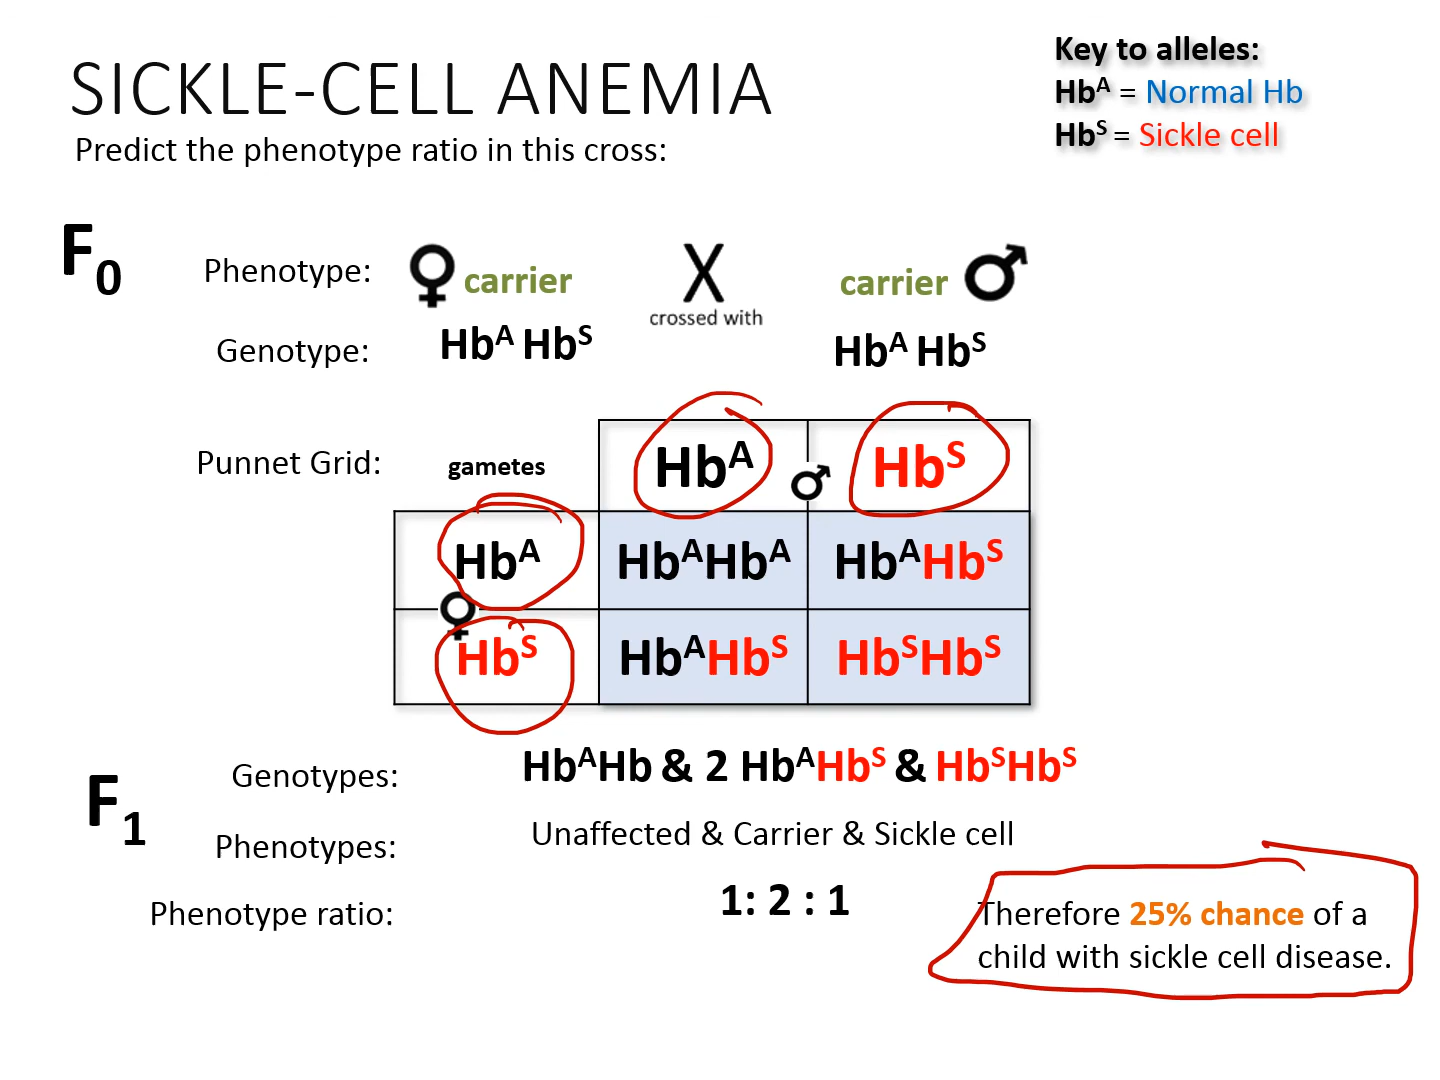 SICKLE-CELL ANEMIA
Predict the phenotype ratio in this cross:
Key to alleles:
Hbᴬ = Normal Hb
Hbˢ = Sickle cell
F₀
Phenotype: ♀ carrier X carrier ♂
crossed with
Genotype: Hbᴬ Hbˢ Hbᴬ Hbˢ
Punnet Grid: gametes Hbᴬ ♂ Hbˢ
Hbᴬ HbᴬHbᴬ HbᴬHbˢ
♀
Hbˢ HbᴬHbˢ HbˢHbˢ
F₁
Genotypes: HbᴬHb & 2 HbᴬHbˢ & HbˢHbˢ
Phenotypes: Unaffected & Carrier & Sickle cell
Phenotype ratio: 1: 2 : 1
Therefore 25% chance of a
child with sickle cell disease.